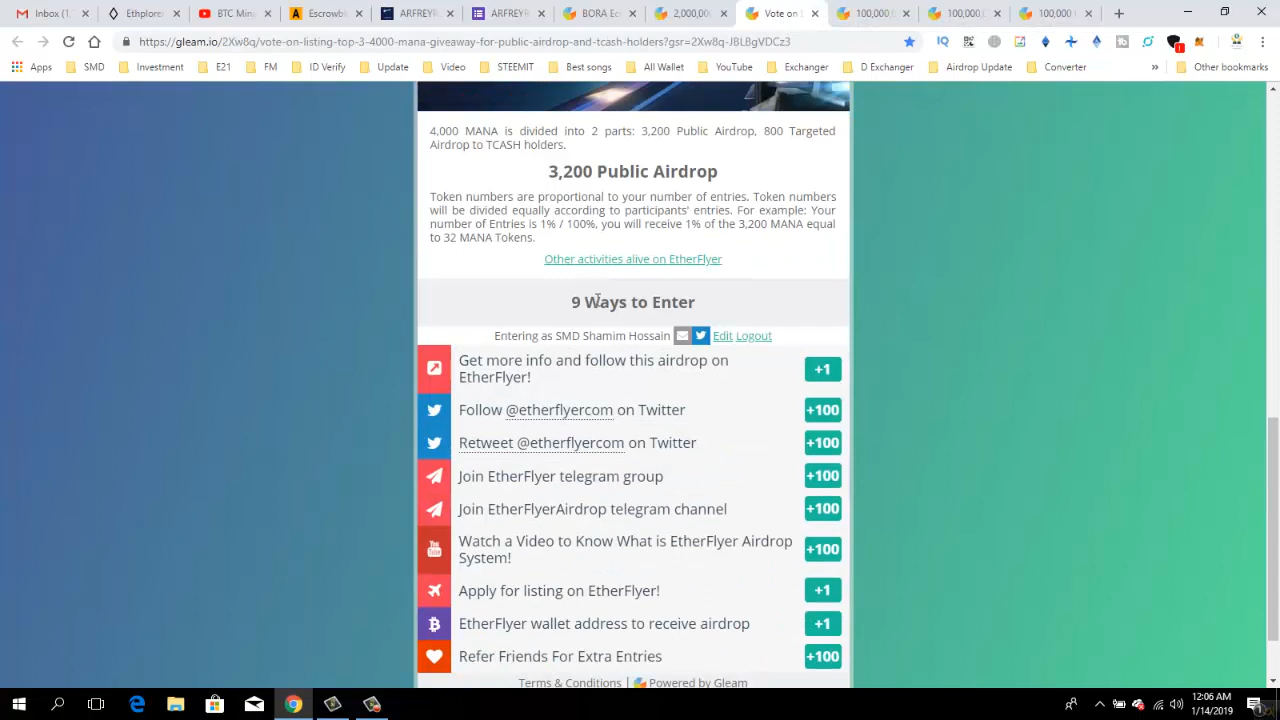 Inbox (1
Ethplore
BTC Min
Escrowbl
ARFREYR
ARFREYR
BORA Ec
2,000,00
Vote on L
100,000
100,000
100,000
https://gleam.io/2Xw8q/vote-on-listing-top-3-4000-mana-giveaway-for-public-airdrop-and-tcash-holders?gsr=2Xw8q-JBLBgVDCz3
Apps SMD Investment E21 FM ID Verify Update Video STEEMIT Best songs All Wallet YouTube Exchanger D Exchanger Airdrop Update Converter » Other bookmarks
4,000 MANA is divided into 2 parts: 3,200 Public Airdrop, 800 Targeted
Airdrop to TCASH holders.
3,200 Public Airdrop
Token numbers are proportional to your number of entries. Token numbers
will be divided equally according to participants' entries. For example: Your
number of Entries is 1% / 100%, you will receive 1% of the 3,200 MANA equal
to 32 MANA Tokens.
Other activities alive on EtherFlyer
9 Ways to Enter
Entering as SMD Shamim Hossain Edit Logout
Get more info and follow this airdrop on
EtherFlyer!
+1
Follow @etherflyercom on Twitter +100
Retweet @etherflyercom on Twitter +100
Join EtherFlyer telegram group +100
Join EtherFlyerAirdrop telegram channel +100
Watch a Video to Know What is EtherFlyer Airdrop
System!
+100
Apply for listing on EtherFlyer! +1
EtherFlyer wallet address to receive airdrop +1
Refer Friends For Extra Entries +100
Terms & Conditions | Powered by Gleam
12:06 AM
1/14/2019